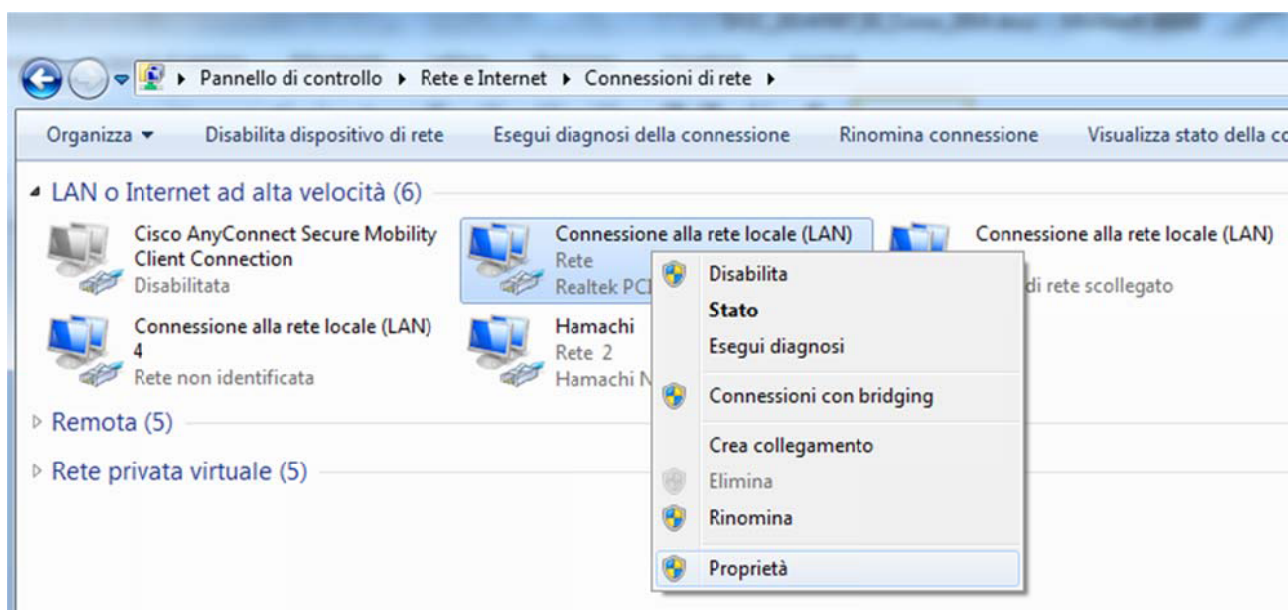 Pannello di controllo ▸ Rete e Internet ▸ Connessioni di rete ▸
Organizza Disabilita dispositivo di rete Esegui diagnosi della connessione Rinomina connessione Visualizza stato della co
LAN o Internet ad alta velocità (6)
Cisco AnyConnect Secure Mobility
Client Connection
Disabilitata
Connessione alla rete locale (LAN)
Rete
Realtek PCI
Connessione alla rete locale (LAN)
di rete scollegato
Connessione alla rete locale (LAN)
4
Rete non identificata
Hamachi
Rete 2
Hamachi N
Remota (5)
Rete privata virtuale (5)
Disabilita
Stato
Esegui diagnosi
Connessioni con bridging
Crea collegamento
Elimina
Rinomina
Proprietà